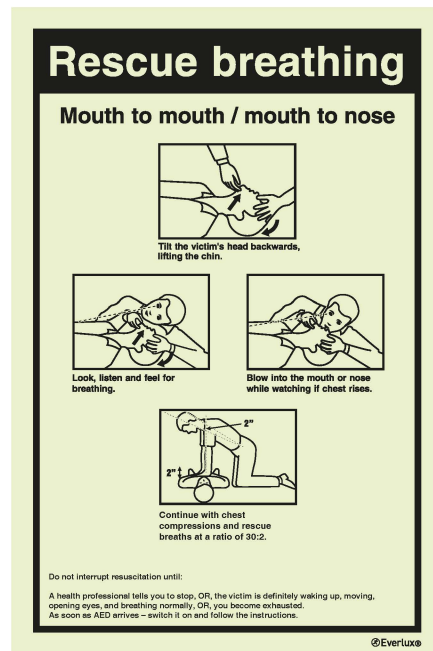 Rescue breathing
Mouth to mouth / mouth to nose
Tilt the victim's head backwards,
lifting the chin.
Look, listen and feel for
breathing.
Blow into the mouth or nose
while watching if chest rises.
2"
2"
Continue with chest
compressions and rescue
breaths at a ratio of 30:2.
Do not interrupt resuscitation until:
A health professional tells you to stop, OR, the victim is definitely waking up, moving,
opening eyes, and breathing normally, OR, you become exhausted.
As soon as AED arrives – switch it on and follow the instructions.
Everlux®